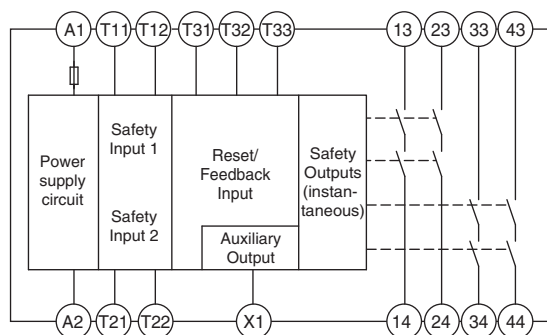 A1 T11 T12 T31 T32 T33 13 23 33 43
Power
supply
circuit
Safety
Input 1
Safety
Input 2
Reset/
Feedback
Input
Auxiliary
Output
Safety
Outputs
(instan-
taneous)
A2 T21 T22 X1 14 24 34 44